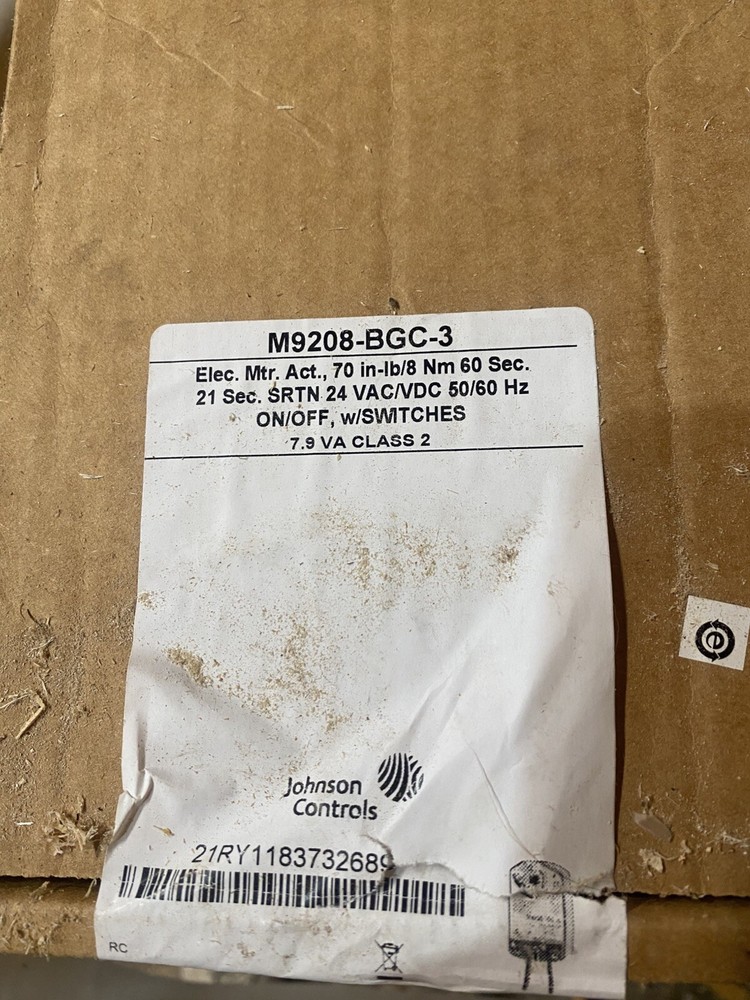 M9208-BGC-3
Elec. Mtr. Act., 70 in-lb/8 Nm 60 Sec.
21 Sec. SRTN 24 VAC/VDC 50/60 Hz
ON/OFF, w/SWITCHES
7.9 VA CLASS 2
e
Johnson
Controls
21RY1183732689
RC